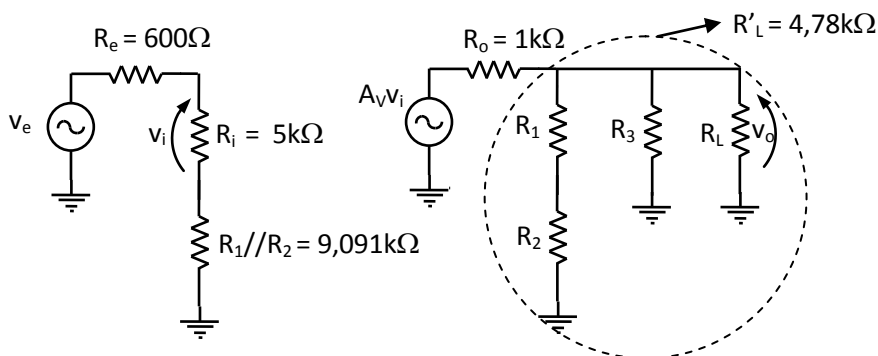 R'L = 4,78kΩ
Re = 600Ω
Ro = 1kΩ
ve
vi
Ri = 5kΩ
AVvi
R1
R3
RL
vo
R2
R1//R2 = 9,091kΩ